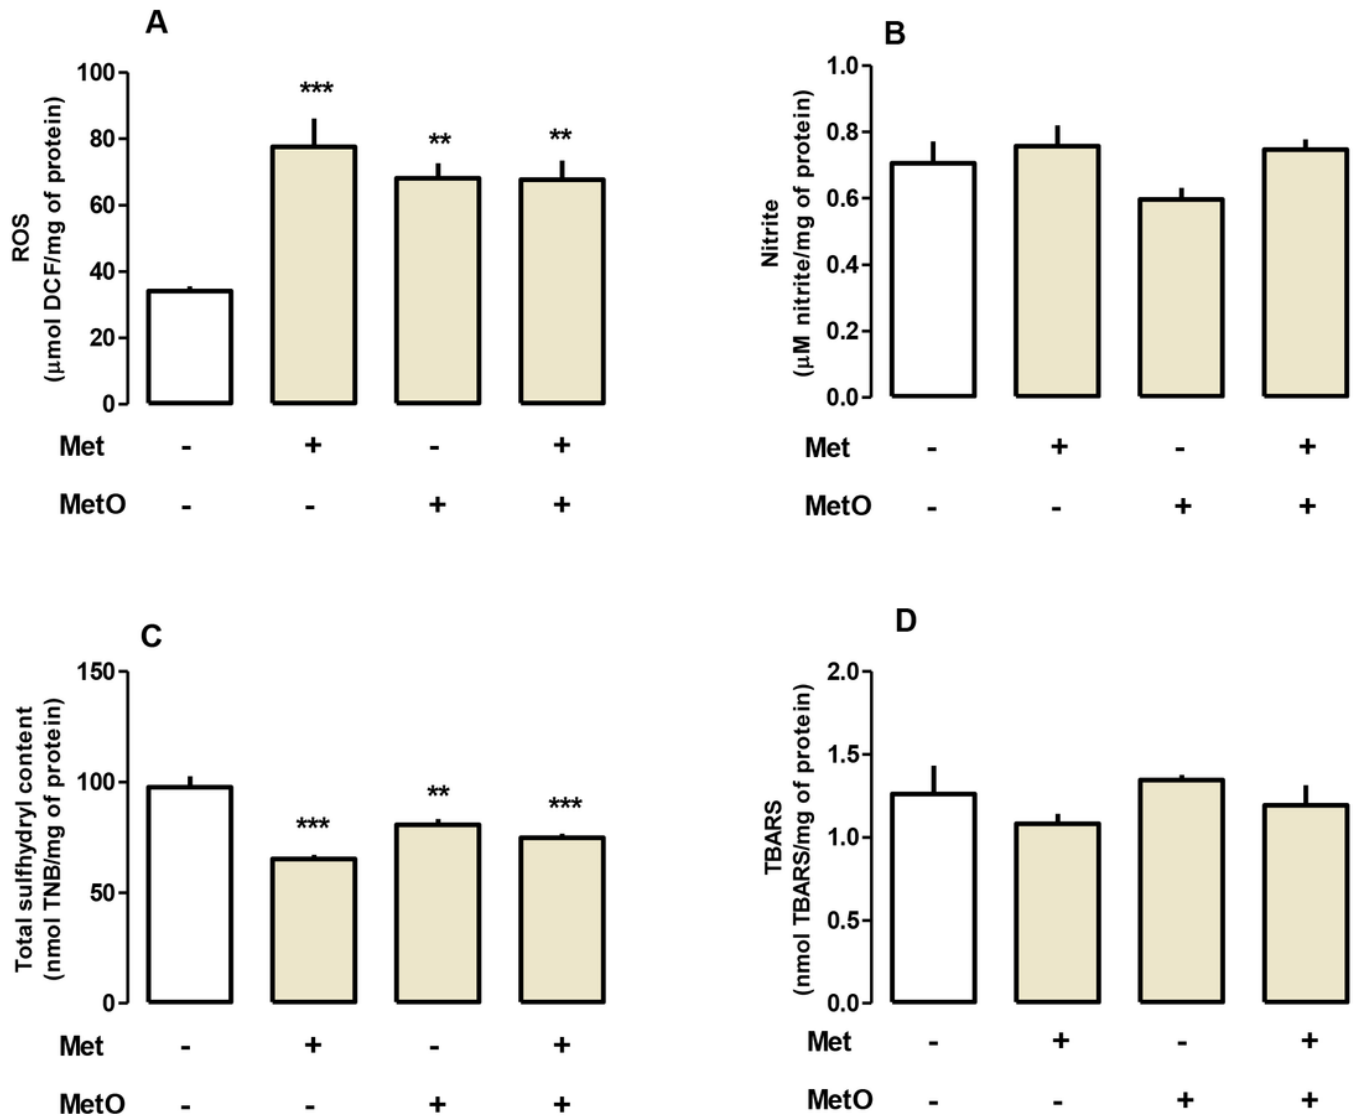 A
ROS
(μmol DCF/mg of protein)
100
80
60
40
20
0
***
**
**
Met - + - +
MetO - - + +
B
Nitrite
(μM nitrite/mg of protein)
1.0
0.8
0.6
0.4
0.2
0.0
Met - + - +
MetO - - + +
C
Total sulfhydryl content
(nmol TNB/mg of protein)
150
100
50
0
***
**
***
Met - + - +
MetO - - + +
D
TBARS
(nmol TBARS/mg of protein)
2.0
1.5
1.0
0.5
0.0
Met - + - +
MetO - - + +